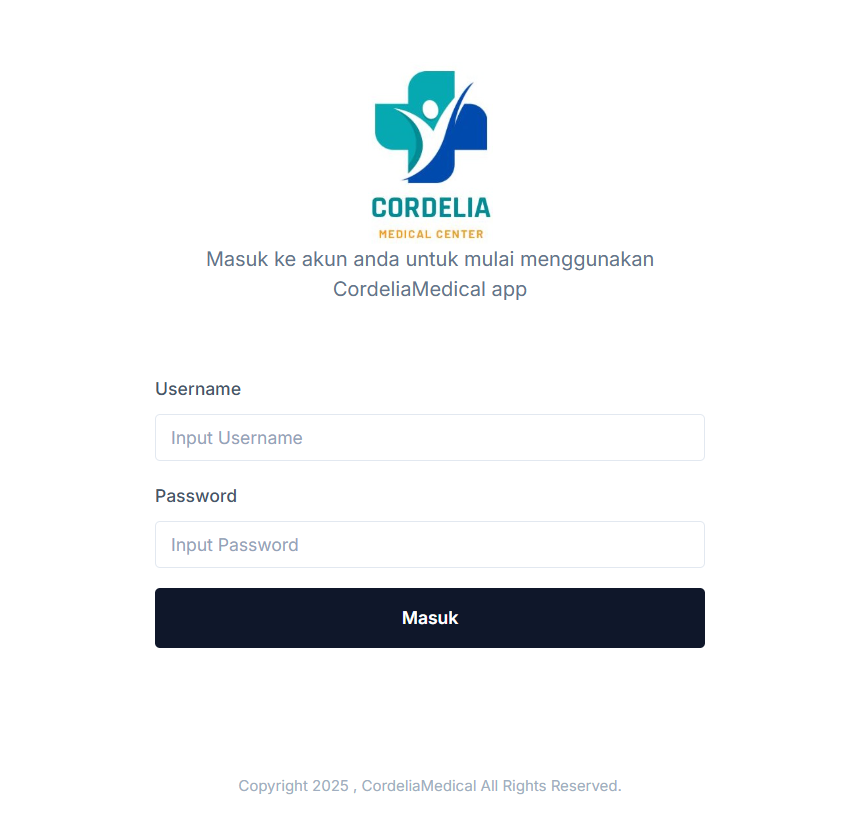 CORDELIA
MEDICAL CENTER
Masuk ke akun anda untuk mulai menggunakan
CordeliaMedical app
Username
Input Username
Password
Input Password
Masuk
Copyright 2025 , CordeliaMedical All Rights Reserved.